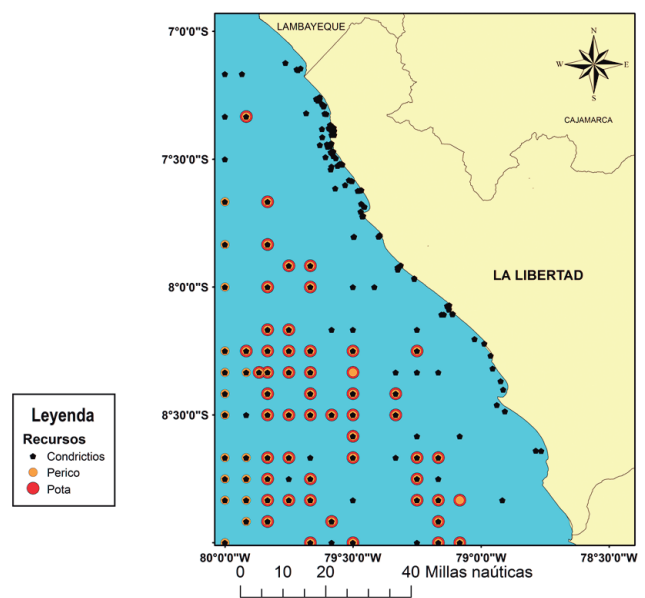 7°0'0"S
LAMBAYEQUE
N
W
E
S
CAJAMARCA
7°30'0"S
LA LIBERTAD
8°0'0"S
8°30'0"S
Leyenda
Recursos
Condrictios
Perico
Pota
80°0'0"W
79°30'0"W
79°0'0"W
78°30'0"W
0 10 20 40 Millas naúticas